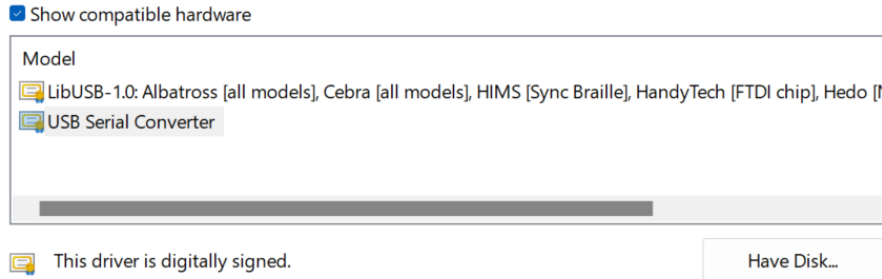 Show compatible hardware
Model
LibUSB-1.0: Albatross [all models], Cebra [all models], HIMS [Sync Braille], HandyTech [FTDI chip], Hedo [
USB Serial Converter
This driver is digitally signed.
Have Disk...